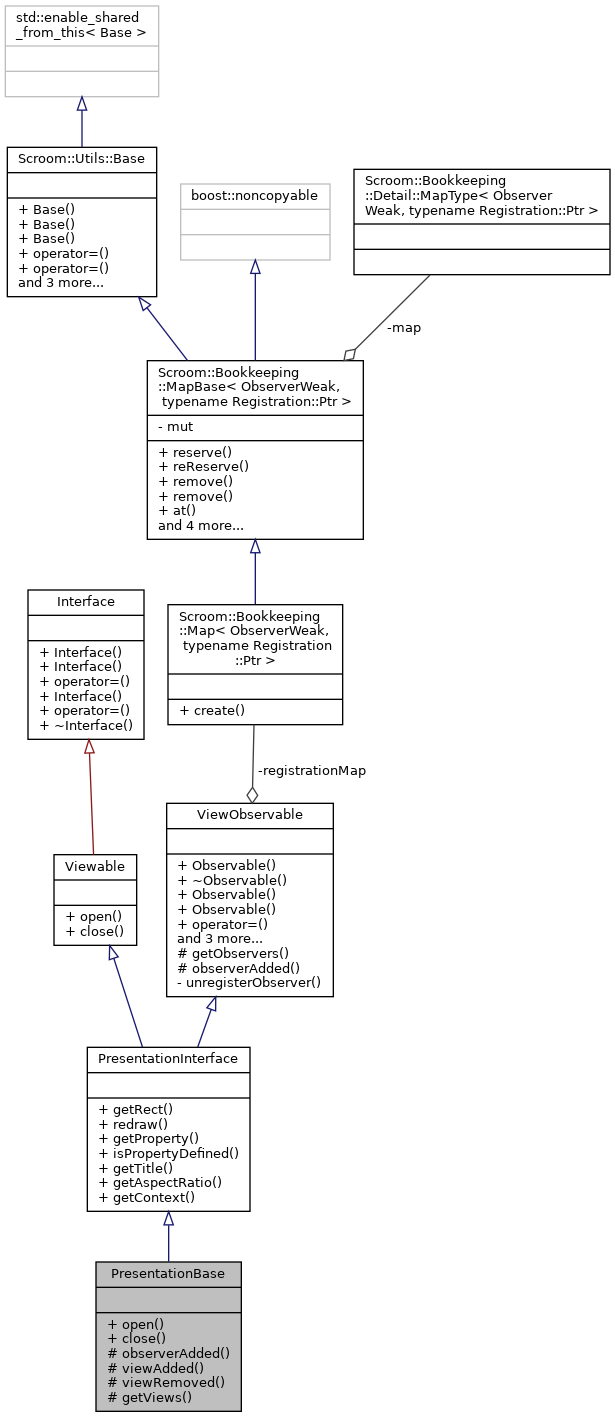 std::enable_shared
_from_this< Base >
Scroom::Utils::Base
+ Base()
+ Base()
+ Base()
+ operator=()
+ operator=()
and 3 more...
boost::noncopyable
Scroom::Bookkeeping
::Detail::MapType< Observer
Weak, typename Registration::Ptr >
-map
Scroom::Bookkeeping
::MapBase< ObserverWeak,
typename Registration::Ptr >
- mut
+ reserve()
+ reReserve()
+ remove()
+ remove()
+ at()
and 4 more...
Interface
+ Interface()
+ Interface()
+ operator=()
+ Interface()
+ operator=()
+ ~Interface()
Scroom::Bookkeeping
::Map< ObserverWeak,
typename Registration
::Ptr >
+ create()
-registrationMap
Viewable
+ open()
+ close()
ViewObservable
+ Observable()
+ ~Observable()
+ Observable()
+ Observable()
+ operator=()
and 3 more...
# getObservers()
# observerAdded()
- unregisterObserver()
PresentationInterface
+ getRect()
+ redraw()
+ getProperty()
+ isPropertyDefined()
+ getTitle()
+ getAspectRatio()
+ getContext()
PresentationBase
+ open()
+ close()
# observerAdded()
# viewAdded()
# viewRemoved()
# getViews()